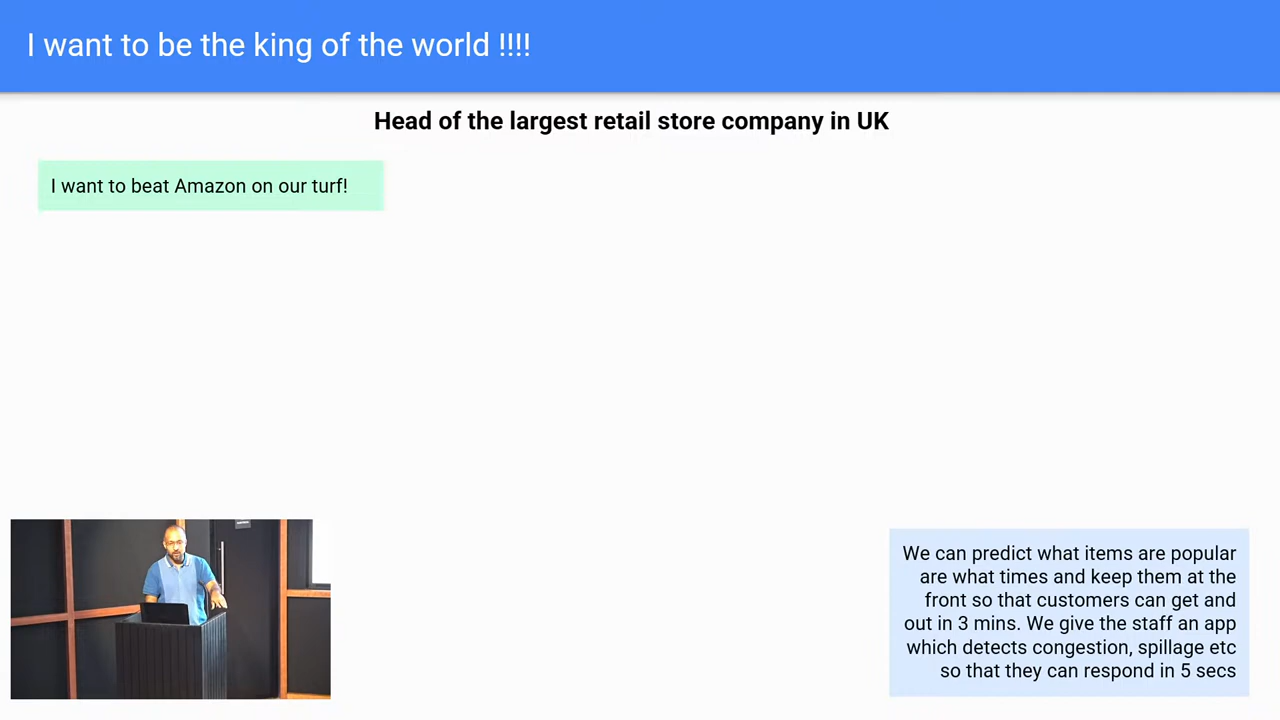 I want to be the king of the world !!!!
Head of the largest retail store company in UK
I want to beat Amazon on our turf!
We can predict what items are popular
are what times and keep them at the
front so that customers can get and
out in 3 mins. We give the staff an app
which detects congestion, spillage etc
so that they can respond in 5 secs